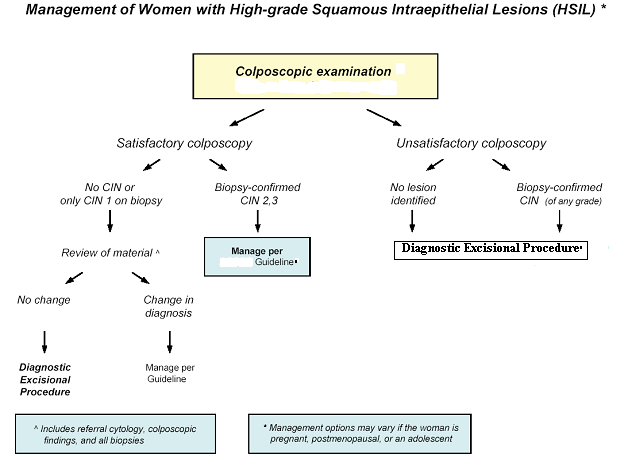 Management of Women with High-grade Squamous Intraepithelial Lesions (HSIL) *
Colposcopic examination
Satisfactory colposcopy
Unsatisfactory colposcopy
No CIN or
only CIN 1 on biopsy
Biopsy-confirmed
CIN 2,3
No lesion
identified
Biopsy-confirmed
CIN (of any grade)
Review of material ^
Manage per
Guideline*
Diagnostic Excisional Procedure*
No change
Change in
diagnosis
Diagnostic
Excisional
Procedure
Manage per
Guideline
^ Includes referral cytology, colposcopic
findings, and all biopsies
* Management options may vary if the woman is
pregnant, postmenopausal, or an adolescent